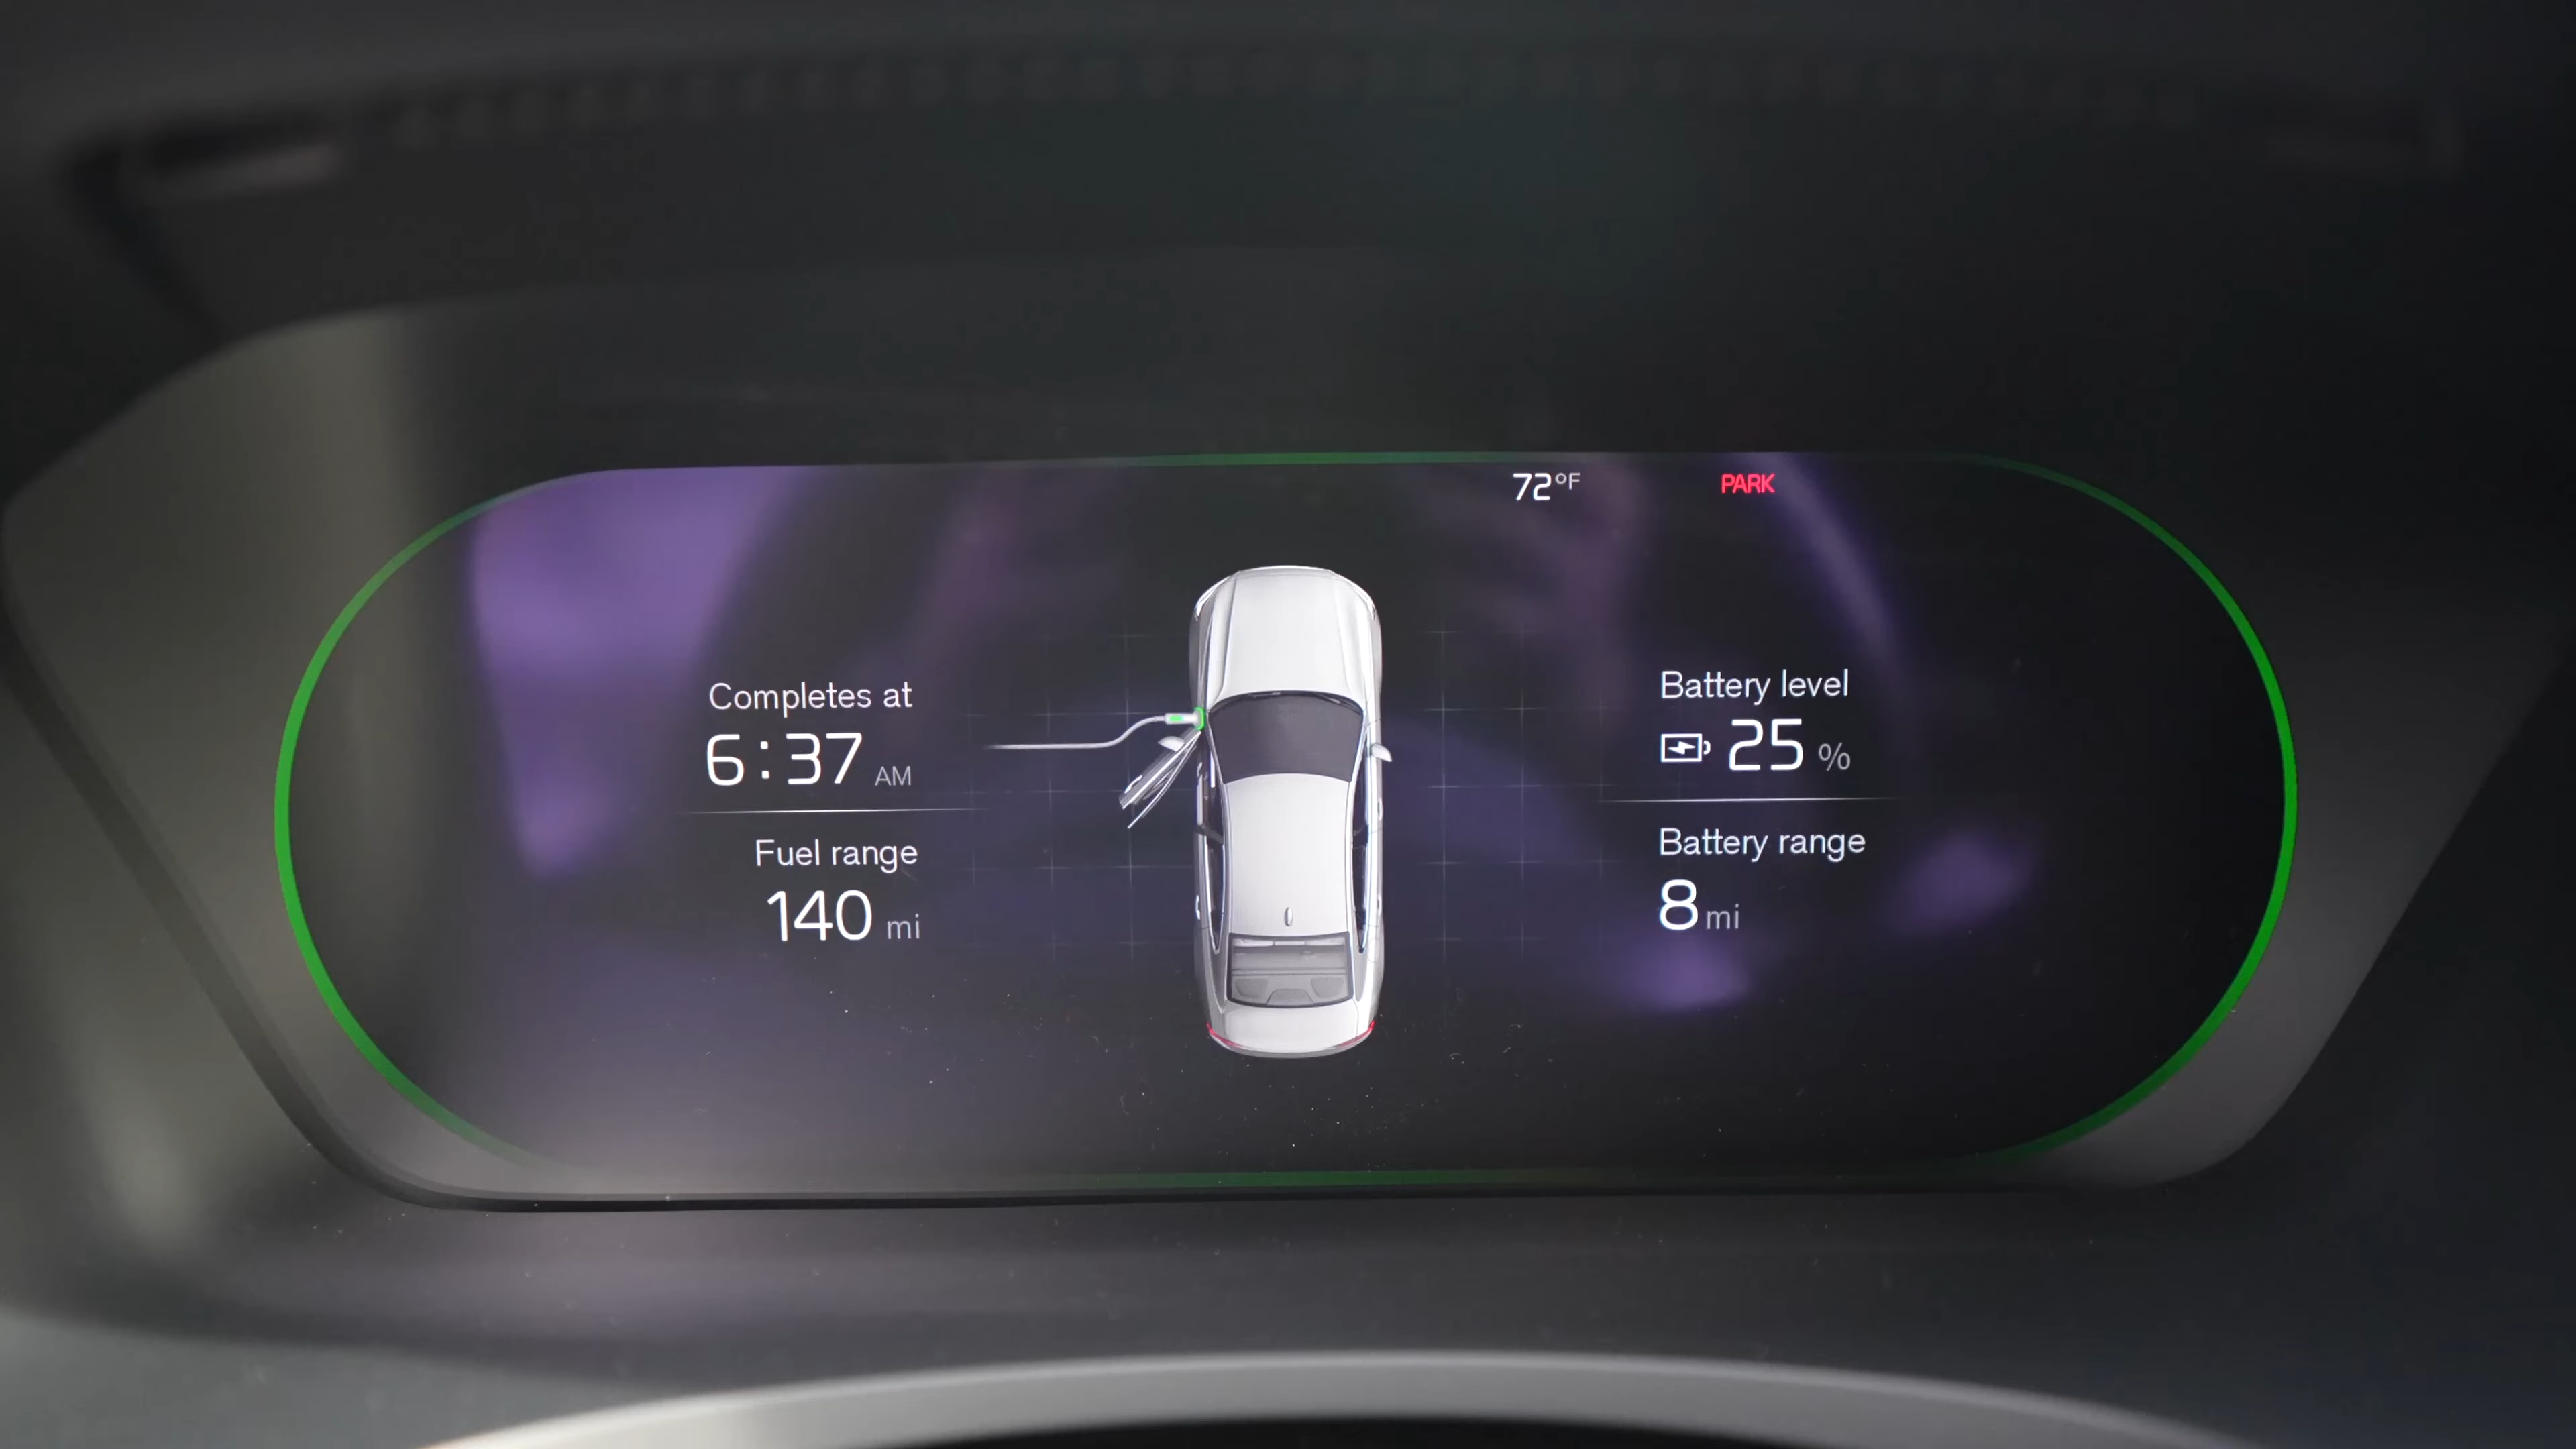 72°F
PARK
Completes at
6:37 AM
Fuel range
140 mi
Battery level
25 %
Battery range
8 mi